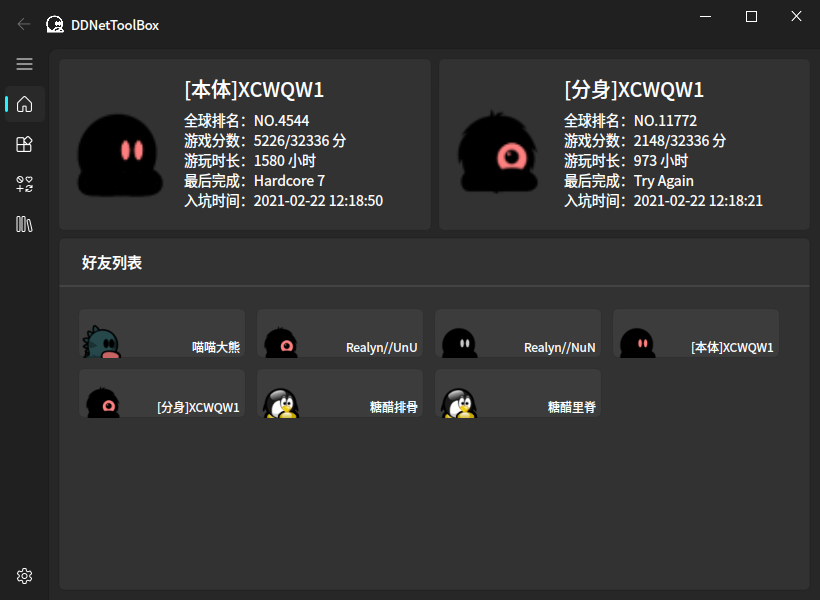 DDNetToolBox
[本体]XCWQW1
全球排名：NO.4544
游戏分数：5226/32336 分
游玩时长：1580 小时
最后完成：Hardcore 7
入坑时间：2021-02-22 12:18:50
[分身]XCWQW1
全球排名：NO.11772
游戏分数：2148/32336 分
游玩时长：973 小时
最后完成：Try Again
入坑时间：2021-02-22 12:18:21
好友列表
喵喵大熊
Realyn//UnU
Realyn//NuN
[本体]XCWQW1
[分身]XCWQW1
糖醋排骨
糖醋里脊